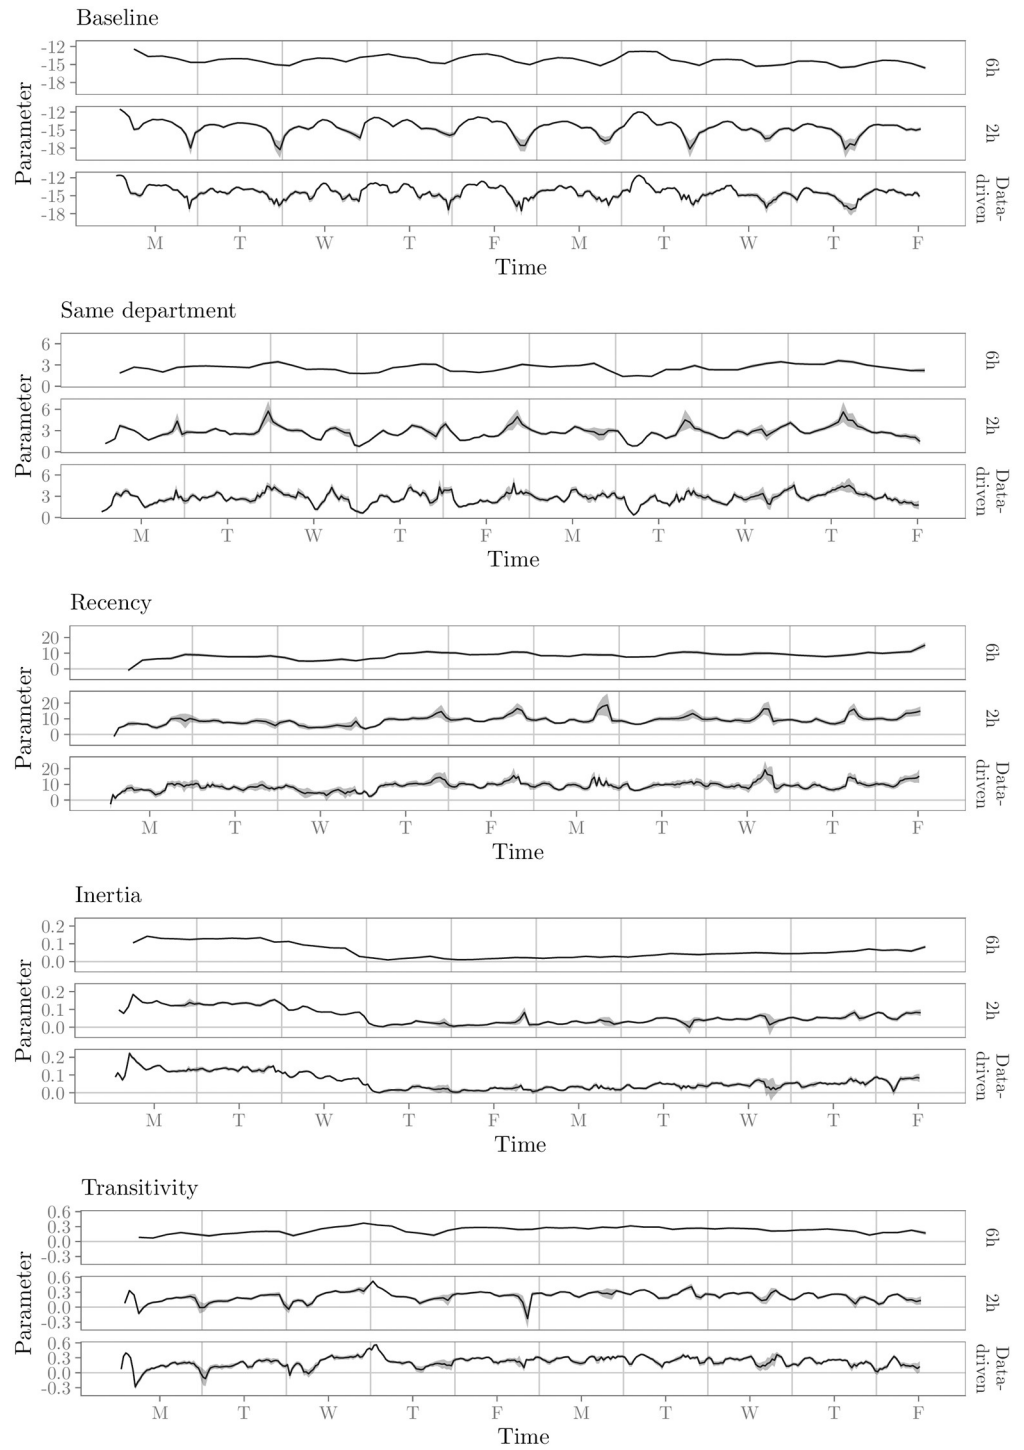 Baseline
-12
-15
-18
6h
-12
-15
-18
2h
-12
-15
-18
Data-
driven
Parameter
M T W T F M T W T F
Time
Same department
6
3
0
6h
6
3
0
2h
6
3
0
Data-
driven
Parameter
M T W T F M T W T F
Time
Recency
20
10
0
6h
20
10
0
2h
20
10
0
Data-
driven
Parameter
M T W T F M T W T F
Time
Inertia
0.2
0.1
0.0
6h
0.2
0.1
0.0
2h
0.2
0.1
0.0
Data-
driven
Parameter
M T W T F M T W T F
Time
Transitivity
0.6
0.3
0.0
-0.3
6h
0.6
0.3
0.0
-0.3
2h
0.6
0.3
0.0
-0.3
Data-
driven
Parameter
M T W T F M T W T F
Time